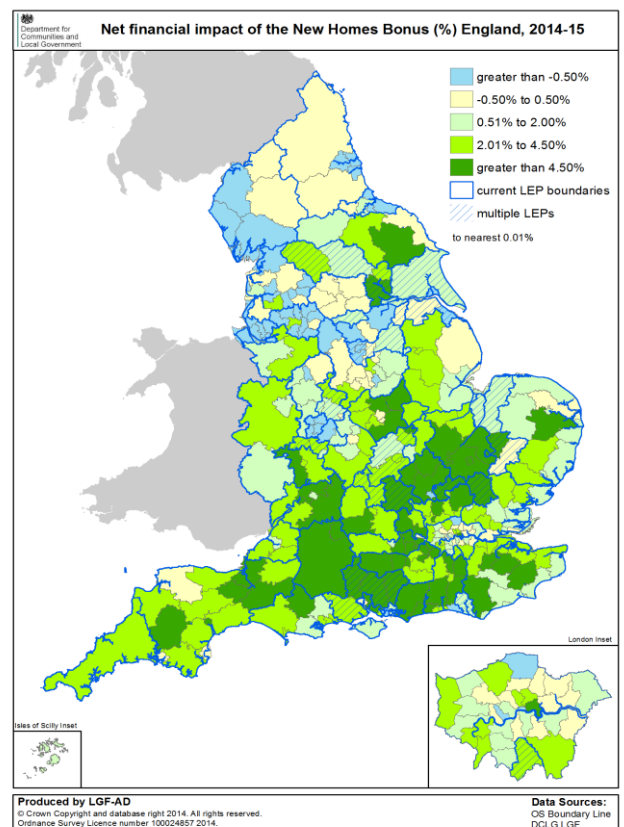 Department for
Communities and
Local Government
Net financial impact of the New Homes Bonus (%) England, 2014-15
greater than -0.50%
-0.50% to 0.50%
0.51% to 2.00%
2.01% to 4.50%
greater than 4.50%
current LEP boundaries
multiple LEPs
to nearest 0.01%
London Inset
Isles of Scilly Inset
Produced by LGF-AD
© Crown Copyright and database right 2014. All rights reserved.
Ordnance Survey Licence number 100024857 2014.
Data Sources:
OS Boundary Line
DCLG LGF